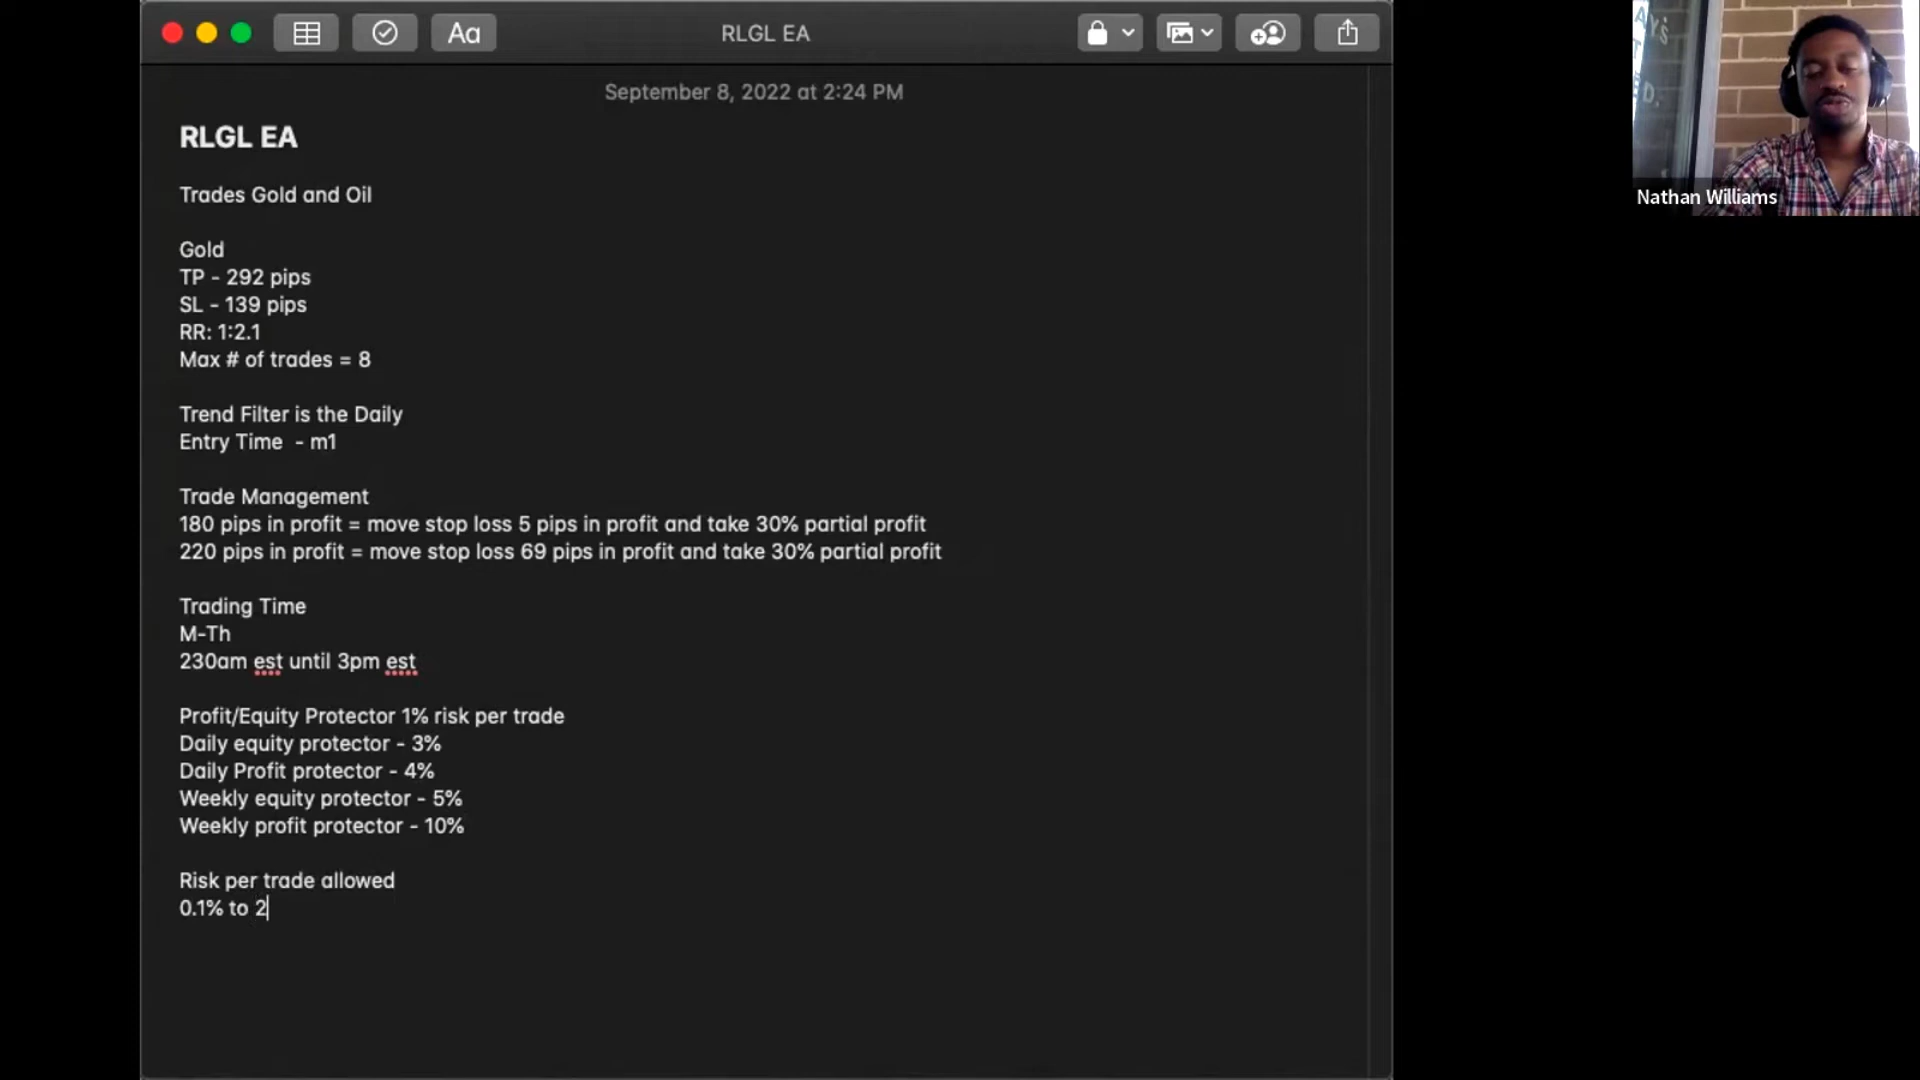 Aa
RLGL EA
September 8, 2022 at 2:24 PM
RLGL EA
Trades Gold and Oil
Gold
TP - 292 pips
SL - 139 pips
RR: 1:2.1
Max # of trades = 8
Trend Filter is the Daily
Entry Time  - m1
Trade Management
180 pips in profit = move stop loss 5 pips in profit and take 30% partial profit
220 pips in profit = move stop loss 69 pips in profit and take 30% partial profit
Trading Time
M-Th
230am est until 3pm est
Profit/Equity Protector 1% risk per trade
Daily equity protector - 3%
Daily Profit protector - 4%
Weekly equity protector - 5%
Weekly profit protector - 10%
Risk per trade allowed
0.1% to 2
Nathan Williams